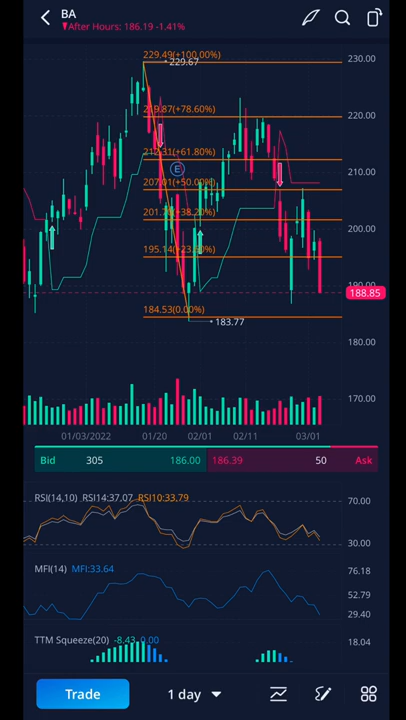 BA
▼After Hours: 186.19 -1.41%
230.00
229.49(+100.00%)
229.67
220.00
219.87(+78.60%)
212.31(+61.80%)
210.00
E
207.01(+50.00%)
201.73(+38.20%)
200.00
195.14(+23.60%)
190.00
188.85
184.53(0.00%)
183.77
180.00
170.00
01/03/2022 01/20 02/01 02/11 03/01
Bid 305 186.00 186.39 50 Ask
RSI(14,10) RSI14:37.07 RSI10:33.79
70.00
30.00
MFI(14) MFI:33.64
76.18
52.79
29.40
TTM Squeeze(20) -8.43 0.00
18.04
Trade 1 day